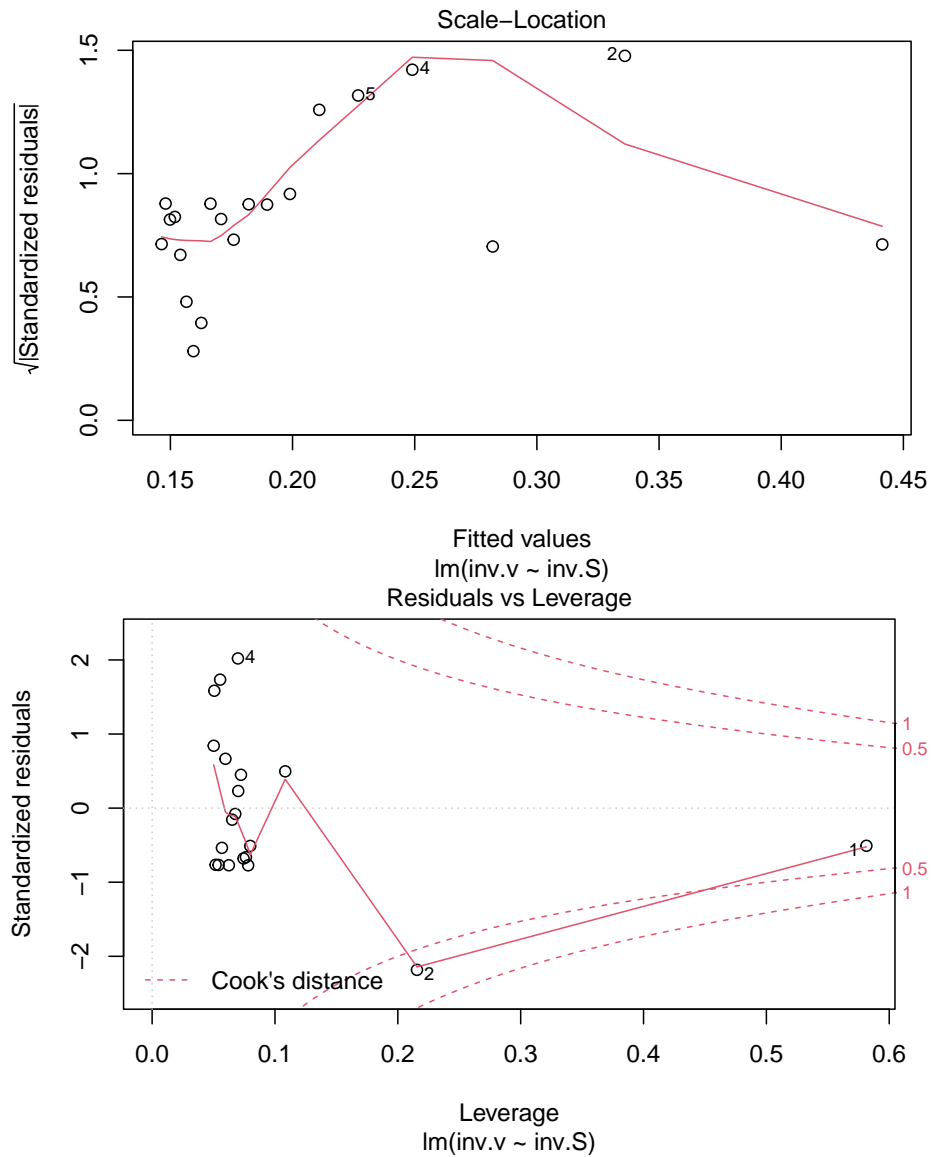 Scale−Location
√|Standardized residuals|
1.5
1.0
0.5
0.0
2
4
5
0.15 0.20 0.25 0.30 0.35 0.40 0.45
Fitted values
lm(inv.v ~ inv.S)
Residuals vs Leverage
Standardized residuals
2
1
0
−1
−2
4
1
0.5
1
0.5
1
2
Cook's distance
0.0 0.1 0.2 0.3 0.4 0.5 0.6
Leverage
lm(inv.v ~ inv.S)